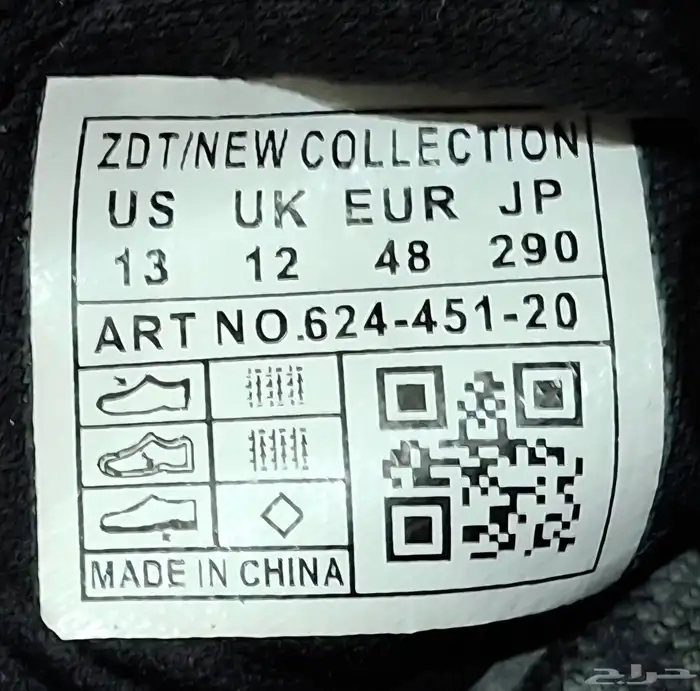 ZDT/NEW COLLECTION
US UK EUR JP
13 12 48 290
ART NO.624-451-20
MADE IN CHINA
حراج